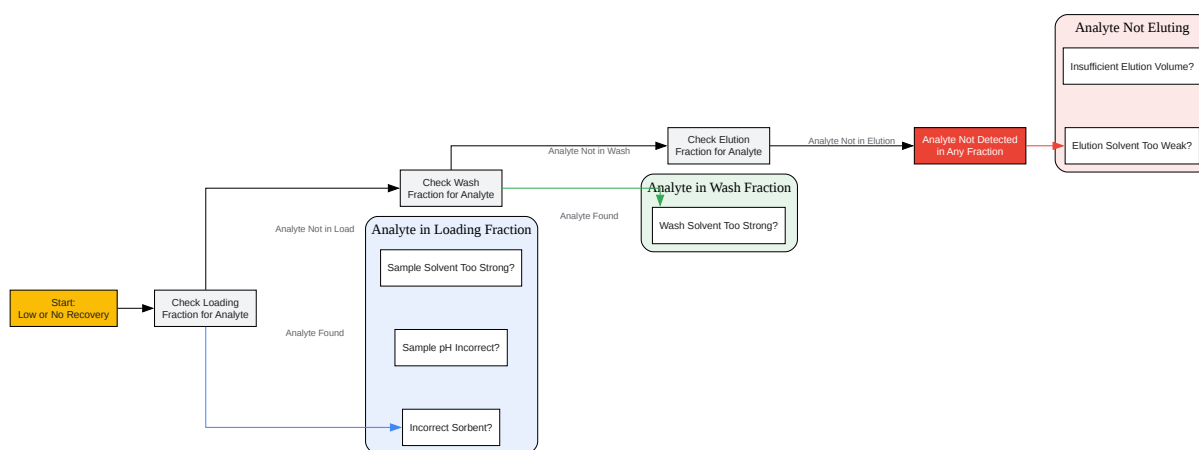 Analyte Not Eluting
Insufficient Elution Volume?
Check Elution
Fraction for Analyte
Analyte Not in Elution
Analyte Not Detected
in Any Fraction
Elution Solvent Too Weak?
Analyte Not in Wash
Check Wash
Fraction for Analyte
Analyte in Wash Fraction
Analyte Found
Wash Solvent Too Strong?
Analyte Not in Load
Analyte in Loading Fraction
Sample Solvent Too Strong?
Start:
Low or No Recovery
Check Loading
Fraction for Analyte
Analyte Found
Sample pH Incorrect?
Incorrect Sorbent?